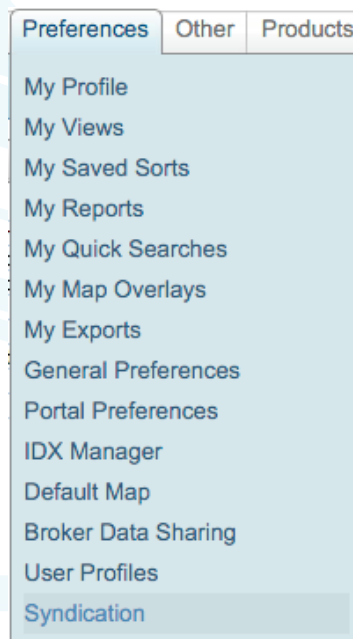 Preferences Other Products
My Profile
My Views
My Saved Sorts
My Reports
My Quick Searches
My Map Overlays
My Exports
General Preferences
Portal Preferences
IDX Manager
Default Map
Broker Data Sharing
User Profiles
Syndication